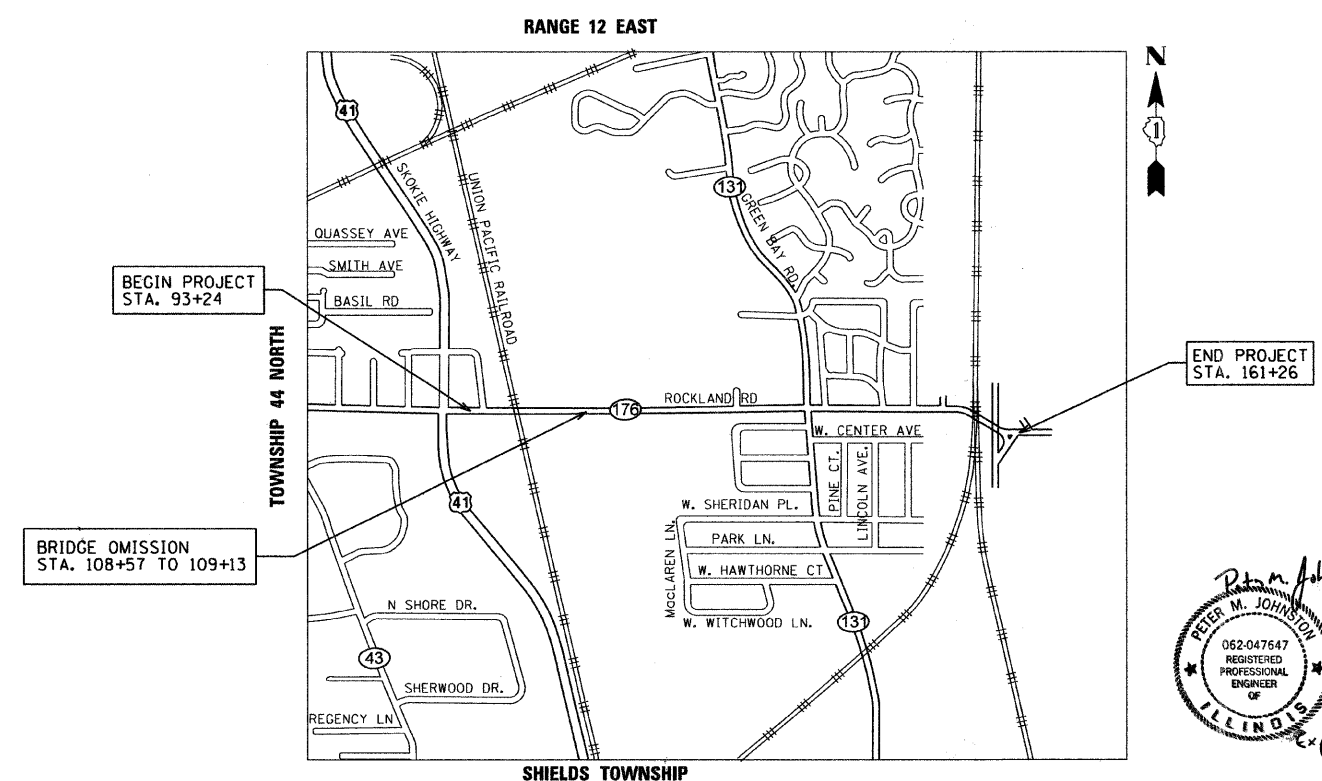 RANGE 12 EAST
N
1
41
SKOKIE HIGHWAY
UNION PACIFIC RAILROAD
131
GREEN BAY RD.
QUASSEY AVE
SMITH AVE
BASIL RD
BEGIN PROJECT
STA. 93+24
TOWNSHIP 44 NORTH
END PROJECT
STA. 161+26
ROCKLAND RD
176
W. CENTER AVE
PINE CT.
LINCOLN AVE.
41
W. SHERIDAN PL.
MacLAREN LN.
PARK LN.
W. HAWTHORNE CT
W. WITCHWOOD LN.
131
BRIDGE OMISSION
STA. 108+57 TO 109+13
N SHORE DR.
43
SHERWOOD DR.
REGENCY LN
SHIELDS TOWNSHIP
Peter M.
PETER M. JOHNSTON
062-047647
REGISTERED
PROFESSIONAL
ENGINEER
OF
ILLINOIS